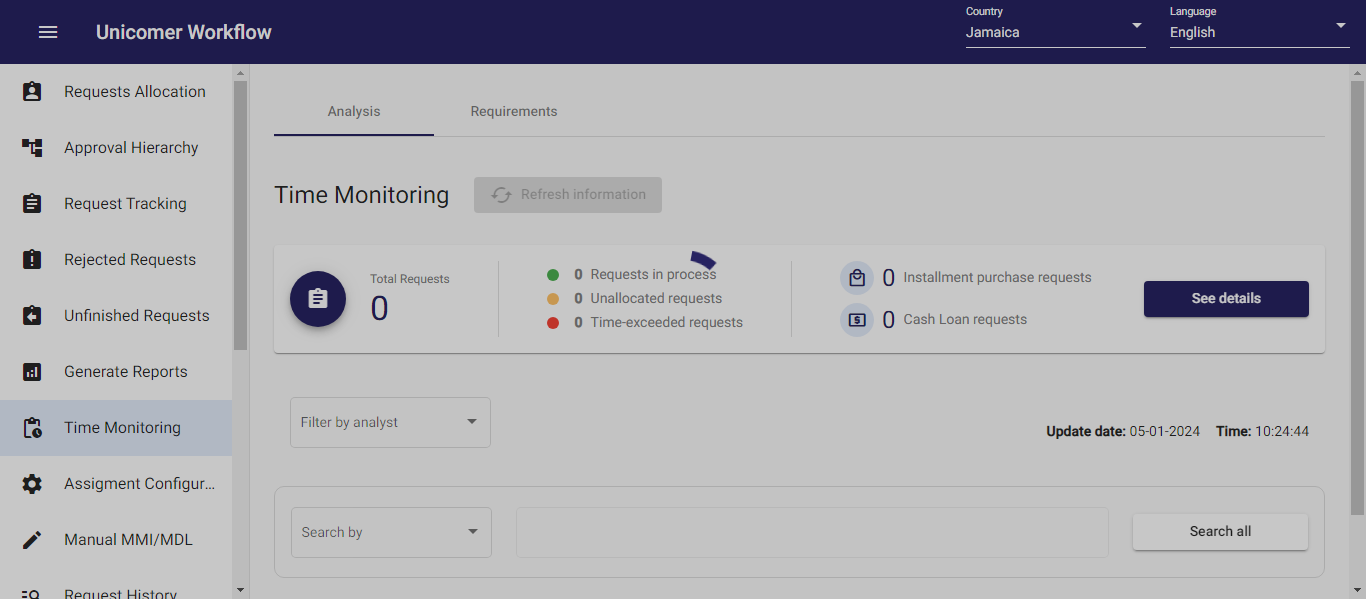 Unicomer Workflow
Country
Jamaica
Language
English
Requests Allocation
Approval Hierarchy
Request Tracking
Rejected Requests
Unfinished Requests
Generate Reports
Time Monitoring
Assigment Configur...
Manual MMI/MDL
Request History
Analysis
Requirements
Time Monitoring
Refresh information
Total Requests
0
0 Requests in process
0 Unallocated requests
0 Time-exceeded requests
0 Installment purchase requests
0 Cash Loan requests
See details
Filter by analyst
Update date: 05-01-2024 Time: 10:24:44
Search by
Search all